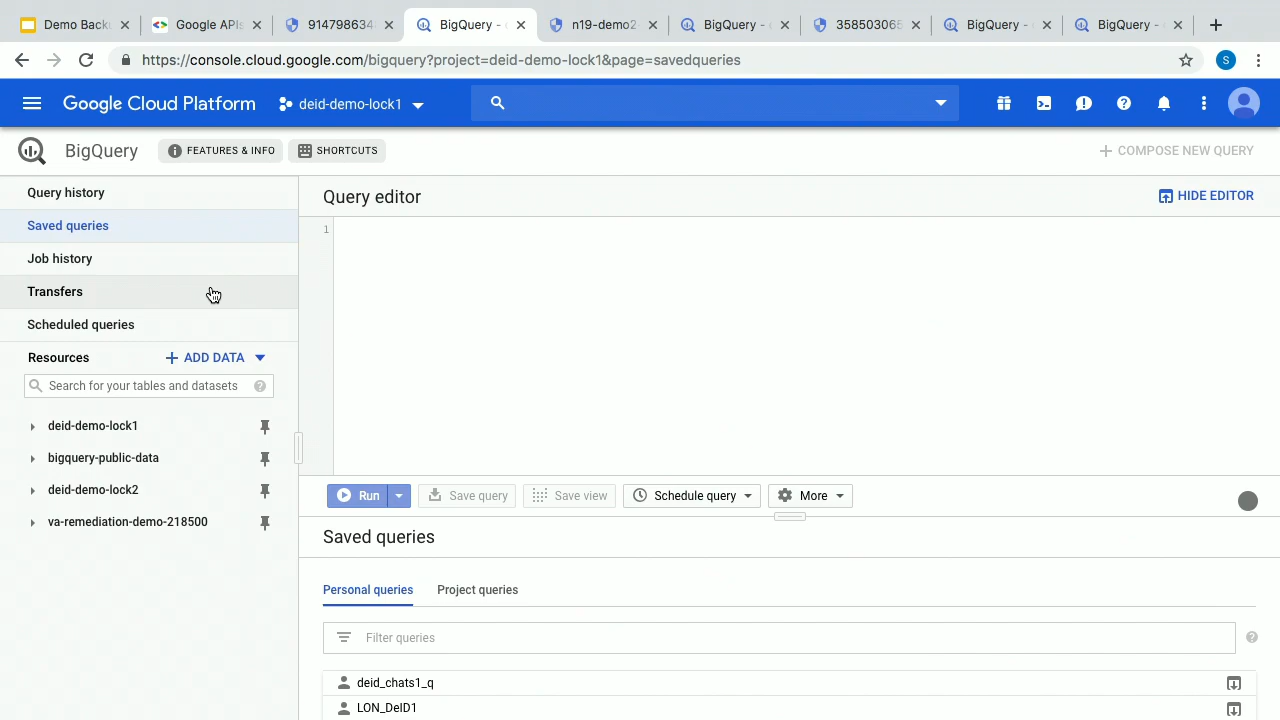 Demo Back
Google APIs
914798634
BigQuery -
n19-demo2
BigQuery -
358503065
BigQuery -
BigQuery -
https://console.cloud.google.com/bigquery?project=deid-demo-lock1&page=savedqueries
S
Google Cloud Platform
deid-demo-lock1
BigQuery
FEATURES & INFO
SHORTCUTS
COMPOSE NEW QUERY
Query history
Saved queries
Job history
Transfers
Scheduled queries
Resources
ADD DATA
Search for your tables and datasets
deid-demo-lock1
bigquery-public-data
deid-demo-lock2
va-remediation-demo-218500
Query editor
HIDE EDITOR
1
Run
Save query
Save view
Schedule query
More
Saved queries
Personal queries
Project queries
Filter queries
deid_chats1_q
LON_DeID1